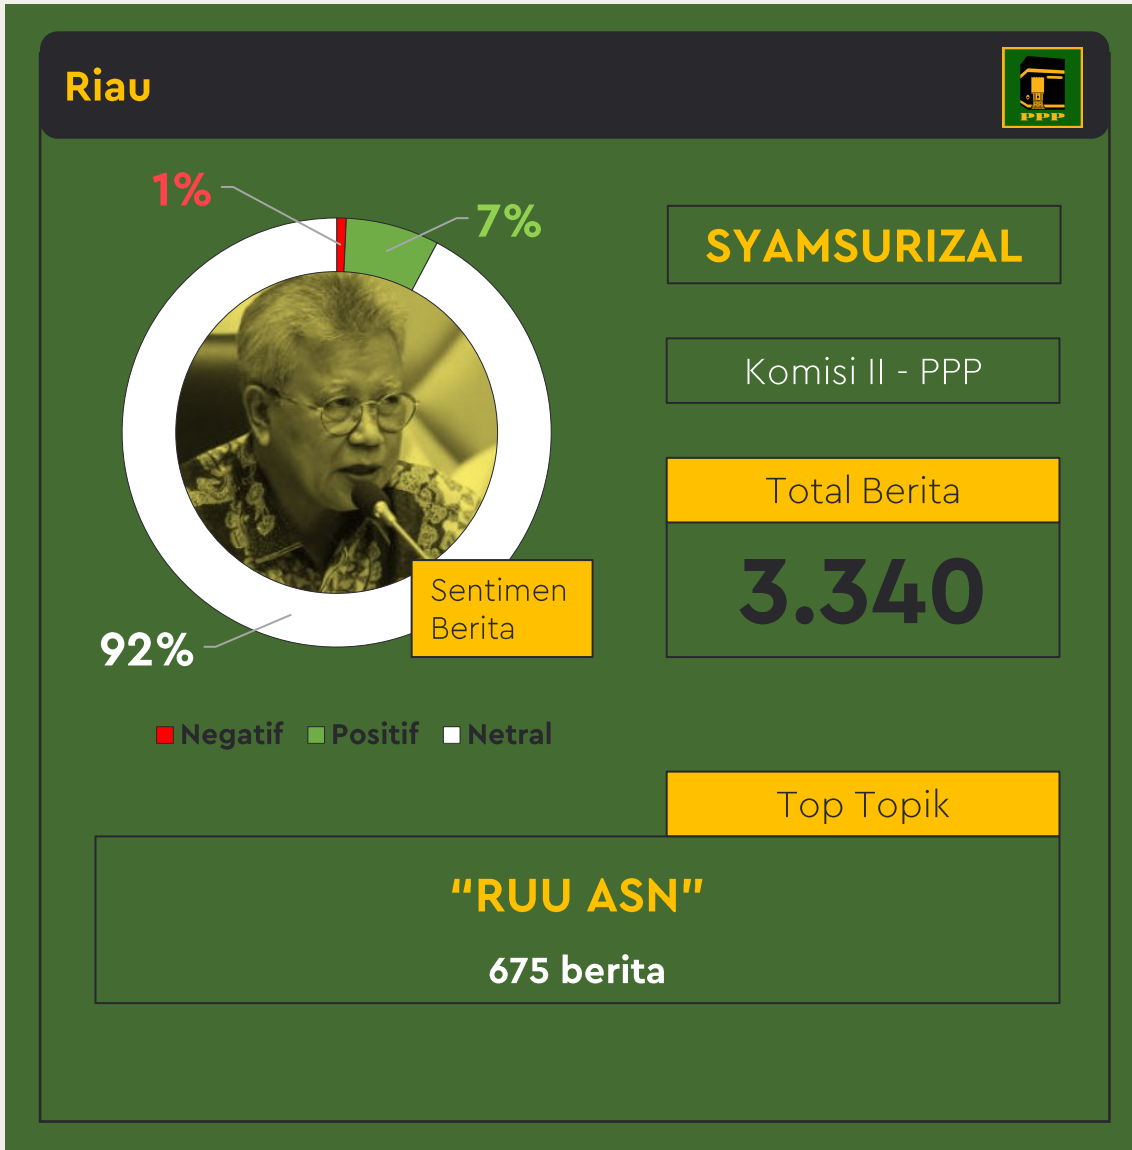 Riau
PPP
1%
7%
SYAMSURIZAL
Komisi II - PPP
Total Berita
3.340
Sentimen
Berita
92%
Negatif Positif Netral
Top Topik
“RUU ASN”
675 berita